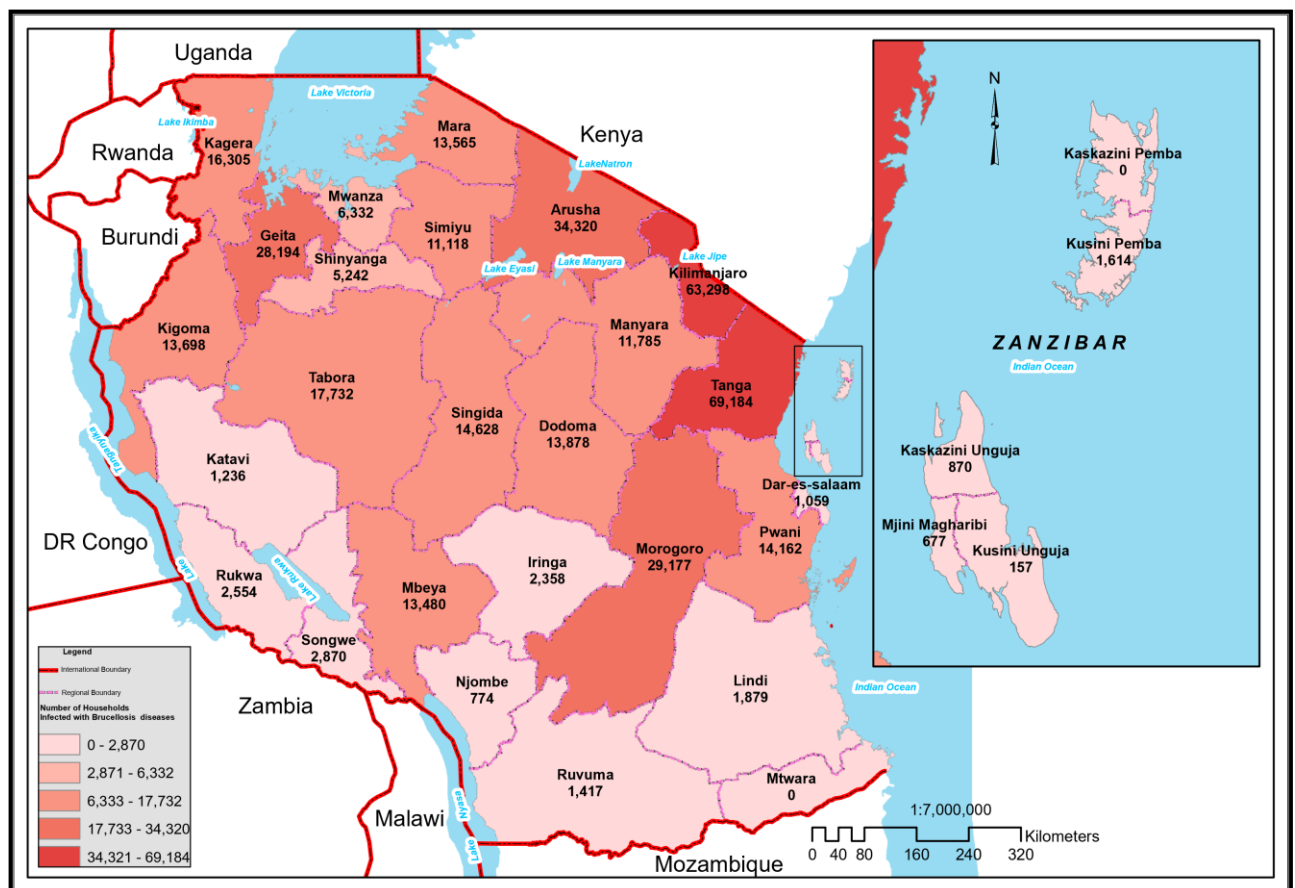 Uganda
Lake Victoria
Lake Ikimba
Rwanda
Burundi
Kenya
LakeNatron
Kagera
16,305
Mara
13,565
Mwanza
6,332
Simiyu
11,118
Arusha
34,320
Geita
28,194
Shinyanga
5,242
Lake Eyasi
Lake Manyara
Lake Jipe
Kilimanjaro
63,298
Kigoma
13,698
Manyara
11,785
Tabora
17,732
Singida
14,628
Dodoma
13,878
Tanga
69,184
Katavi
1,236
Lake
Tanganyika
DR Congo
Dar-es-salaam
1,059
Pwani
14,162
Morogoro
29,177
Iringa
2,358
Rukwa
2,554
Lake Rukwa
Mbeya
13,480
Songwe
2,870
Njombe
774
Lindi
1,879
Indian Ocean
Zambia
Ruvuma
1,417
Mtwara
0
Malawi
Lake
Nyasa
Mozambique
N
Kaskazini Pemba
0
Kusini Pemba
1,614
ZANZIBAR
Indian Ocean
Kaskazini Unguja
870
Mjini Magharibi
677
Kusini Unguja
157
Legend
International Boundary
Regional Boundary
Number of Households
Infected with Brucellosis diseases
0 - 2,870
2,871 - 6,332
6,333 - 17,732
17,733 - 34,320
34,321 - 69,184
1:7,000,000
Kilometers
0 40 80 160 240 320